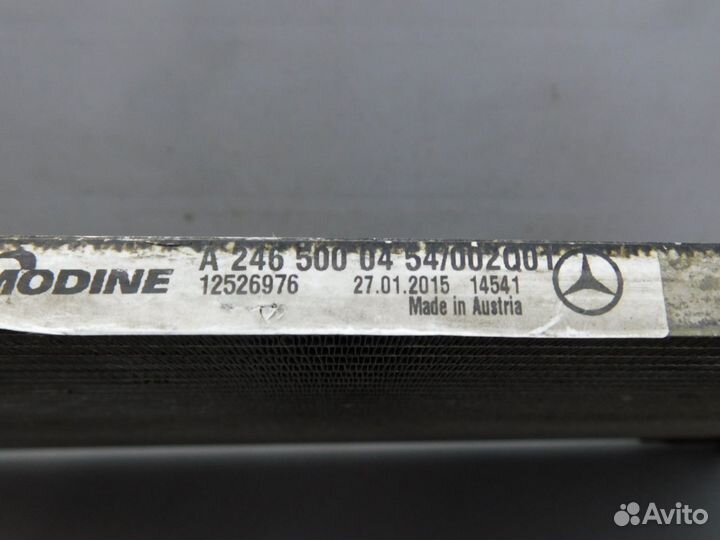 MODINE A 246 500 04 54/002Q01
12526976 27.01.2015 14541
Made in Austria
Avito